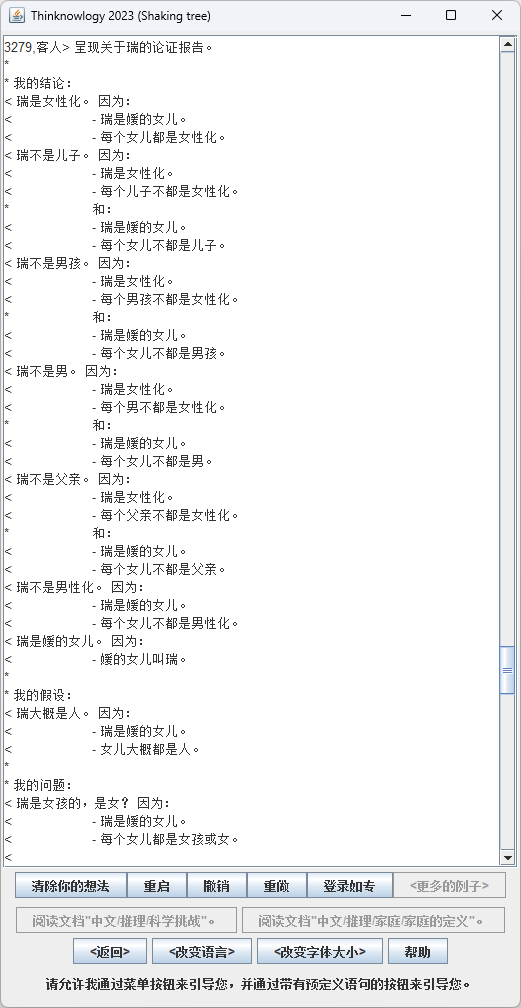 Thinknowlogy 2023 (Shaking tree)
3279,客人> 呈现关于瑞的论证报告。
*
* 我的结论:
< 瑞是女性化。 因为:
< - 瑞是媛的女儿。
< - 每个女儿都是女性化。
< 瑞不是儿子。 因为:
< - 瑞是女性化。
< - 每个儿子不都是女性化。
* 和:
< - 瑞是媛的女儿。
< - 每个女儿不都是儿子。
< 瑞不是男孩。 因为:
< - 瑞是女性化。
< - 每个男孩不都是女性化。
* 和:
< - 瑞是媛的女儿。
< - 每个女儿不都是男孩。
< 瑞不是男。 因为:
< - 瑞是女性化。
< - 每个男不都是女性化。
* 和:
< - 瑞是媛的女儿。
< - 每个女儿不都是男。
< 瑞不是父亲。 因为:
< - 瑞是女性化。
< - 每个父亲不都是女性化。
* 和:
< - 瑞是媛的女儿。
< - 每个女儿不都是父亲。
< 瑞不是男性化。 因为:
< - 瑞是媛的女儿。
< - 每个女儿不都是男性化。
< 瑞是媛的女儿。 因为:
< - 媛的女儿叫瑞。
*
* 我的假设:
< 瑞大概是人。 因为:
< - 瑞是媛的女儿。
< - 女儿大概都是人。
*
* 我的问题:
< 瑞是女孩的，是女? 因为:
< - 瑞是媛的女儿。
< - 每个女儿都是女孩或女。
<
清除你的想法 重启 撤销 重做 登录如专 <更多的例子>
阅读文档"中文/推理/科学挑战"。 阅读文档"中文/推理/家庭/家庭的定义"。
<返回> <改变语言> <改变字体大小> 帮助
请允许我通过菜单按钮来引导您，并通过带有预定义语句的按钮来引导您。